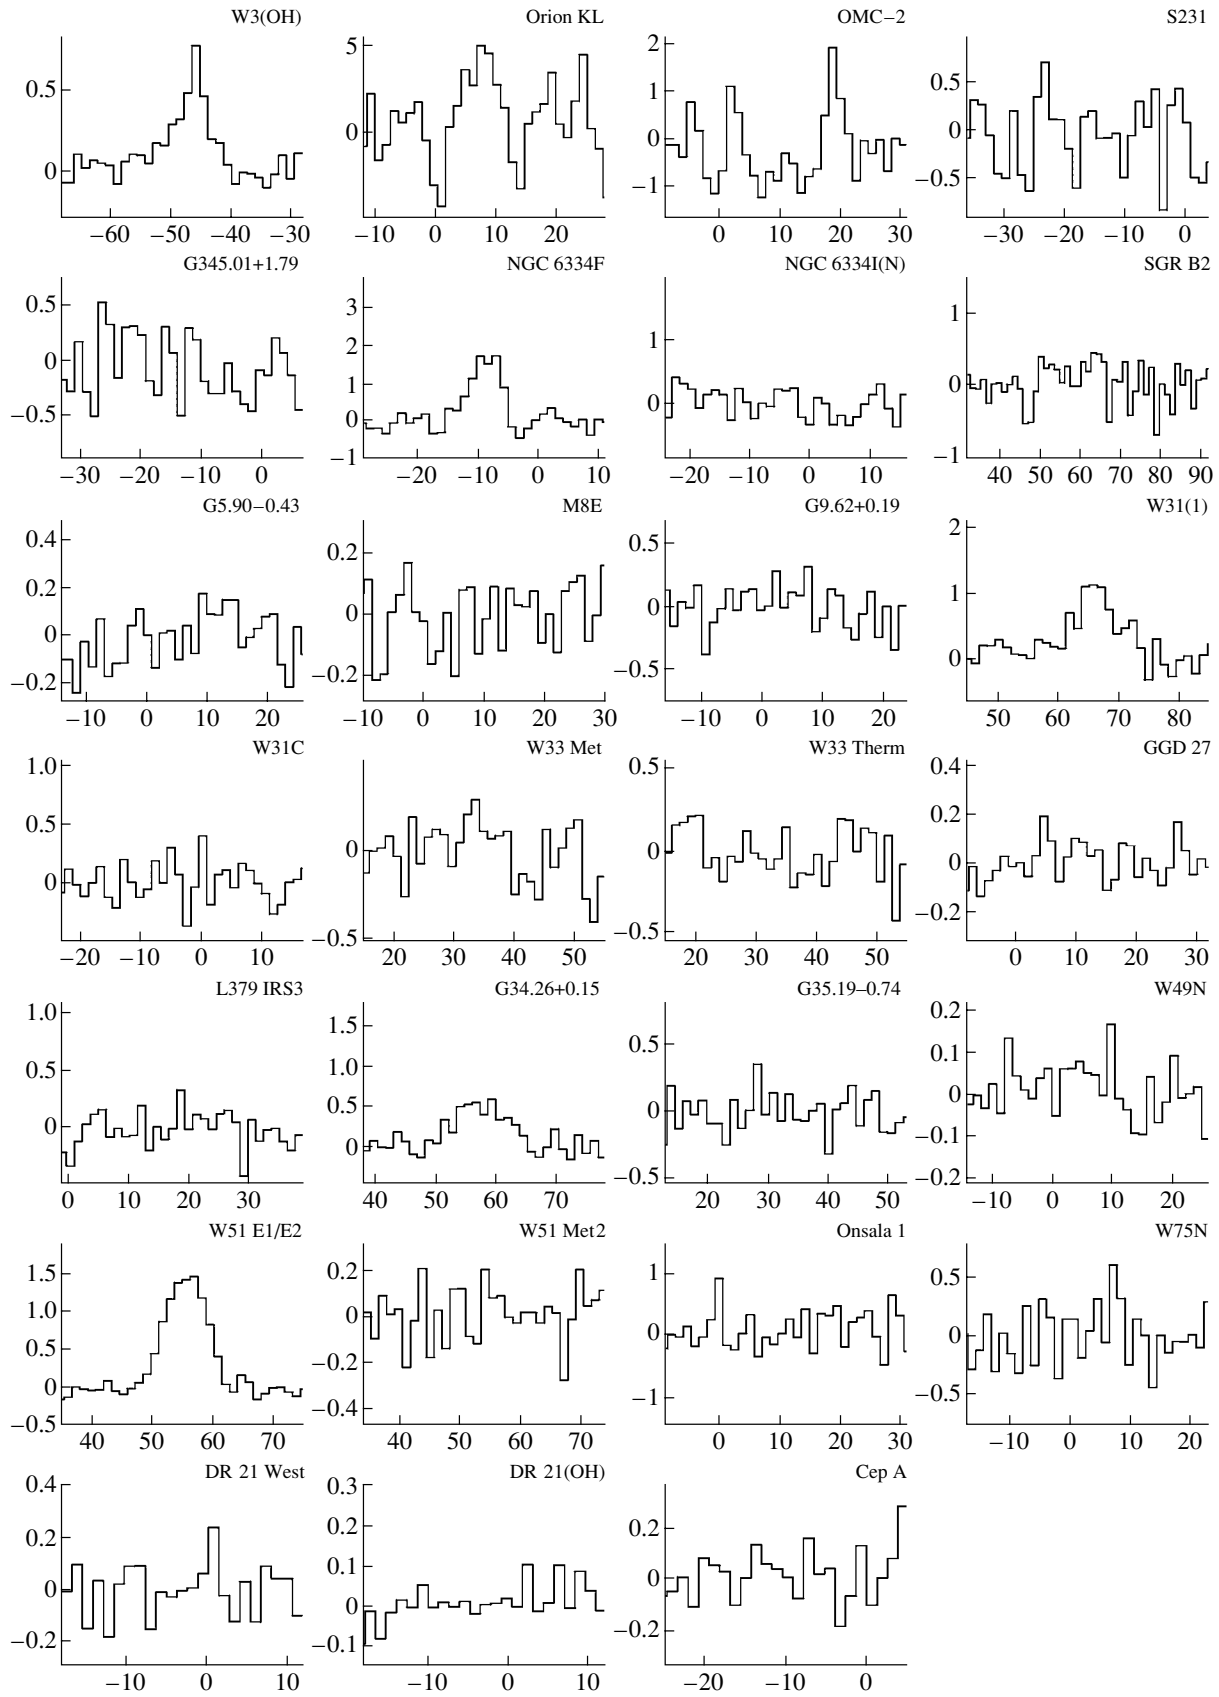 W3(OH) Orion KL OMC–2 S231
0.5 5 2 0.5
0 0 1 0
0 −0.5
−1
−60 −50 −40 −30 −10 0 10 20 0 10 20 30 −30 −20 −10 0
G345.01+1.79 NGC 6334F NGC 6334I(N) SGR B2
0.5 3 1 1
0 2 0 0
−0.5 1 −1
0
−1
−30 −20 −10 0 −20 −10 0 10 −20 −10 0 10 40 50 60 70 80 90
G5.90−0.43 M8E G9.62+0.19 W31(1)
0.4 0.2 0.5 2
0.2 0 0 1
0 −0.2 −0.5 0
−0.2
−10 0 10 20 −10 0 10 20 30 −10 0 10 20 50 60 70 80
W31C W33 Met W33 Therm GGD 27
1.0 0 0.5 0.4
0.5 −0.5 0 0.2
0 −0.5 0
−0.2
−20 −10 0 10 20 30 40 50 20 30 40 50 0 10 20 30
L379 IRS3 G34.26+0.15 G35.19–0.74 W49N
1.0 1.5 0.5 0.2
0.5 1.0 0 0.1
0 0.5 −0.5 0
0 −0.1
−0.2
0 10 20 30 40 50 60 70 20 30 40 50 −10 0 10 20
W51 E1/E2 W51 Met2 Onsala 1 W75N
1.5 0.2 1 0.5
1.0 0 0 0
0.5 −0.2 −1 −0.5
0 −0.4
−0.5
40 50 60 70 40 50 60 70 0 10 20 30 −10 0 10 20
DR 21 West DR 21(OH) Cep A
0.4 0.3 0.2
0.2 0.2 0
0 0.1 −0.2
−0.2 0
−0.1
−10 0 10 −10 0 10 −20 −10 0